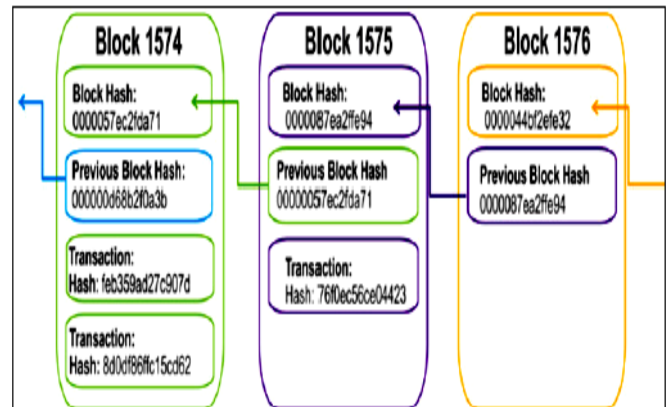 Block 1574
Block Hash:
0000057ec2fda71
Previous Block Hash:
000000d68b2f0a3b
Transaction:
Hash: feb359ad27c907d
Transaction:
Hash: 8d0df86ffc15cd62
Block 1575
Block Hash:
0000087ea2ffe94
Previous Block Hash
00000057ec2fda71
Transaction:
Hash: 76f0ec56ce04423
Block 1576
Block Hash:
0000044bf2efe32
Previous Block Hash
0000087ea2ffe94